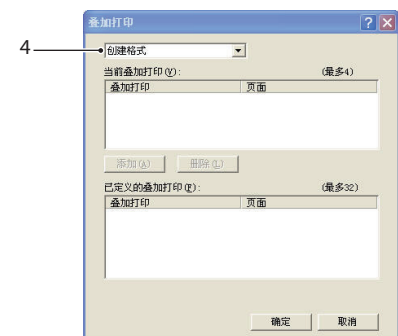 叠加打印
4
创建格式
当前叠加打印(V): (最多4)
叠加打印 页面
添加(A) 删除(L)
已定义的叠加打印(F): (最多32)
叠加打印 页面
确定 取消